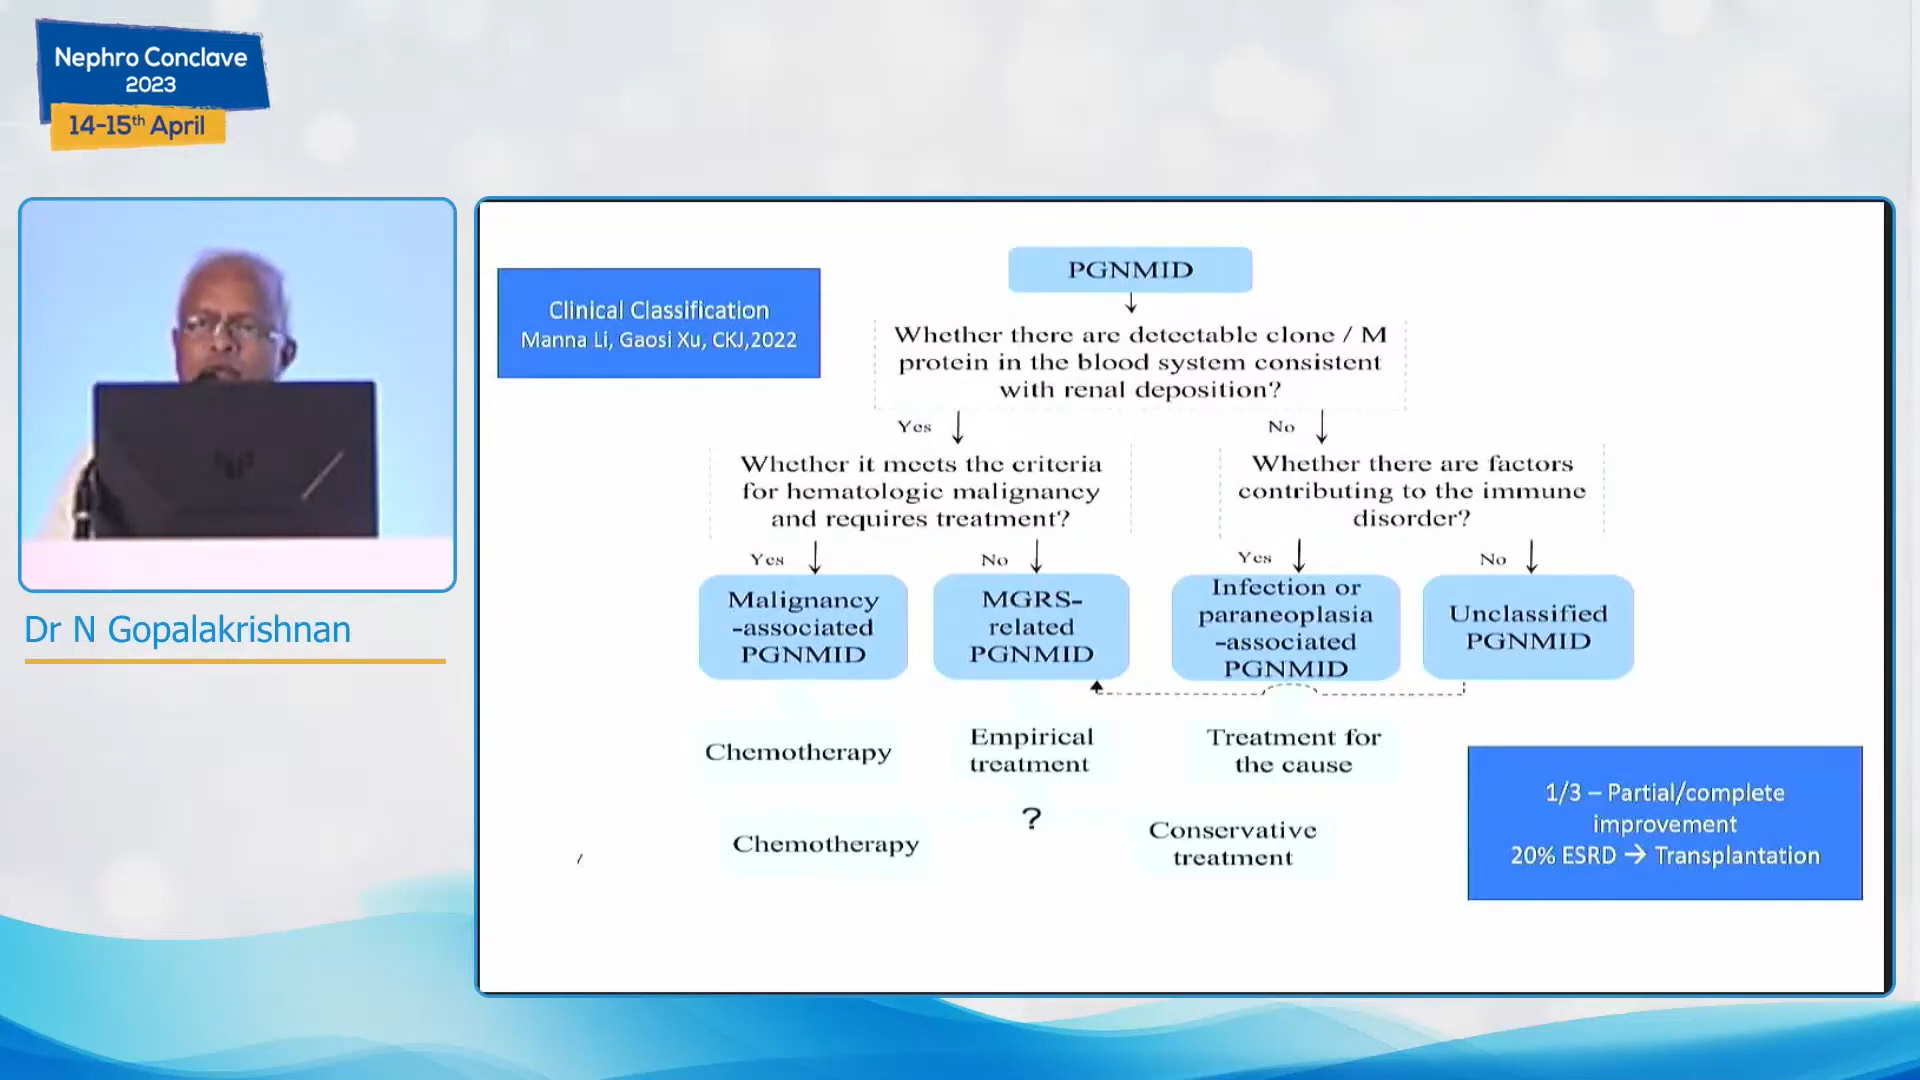 Nephro Conclave
2023
14-15th April
Dr N Gopalakrishnan
Clinical Classification
Manna Li, Gaosi Xu, CKJ,2022
PGNMID
Whether there are detectable clone / M
protein in the blood system consistent
with renal deposition?
Yes
No
Whether it meets the criteria
for hematologic malignancy
and requires treatment?
Whether there are factors
contributing to the immune
disorder?
Yes
No
Yes
No
Malignancy
-associated
PGNMID
MGRS-
related
PGNMID
Infection or
paraneoplasia
-associated
PGNMID
Unclassified
PGNMID
Chemotherapy
Empirical
treatment
Treatment for
the cause
?
Chemotherapy
Conservative
treatment
/
1/3 – Partial/complete
improvement
20% ESRD → Transplantation